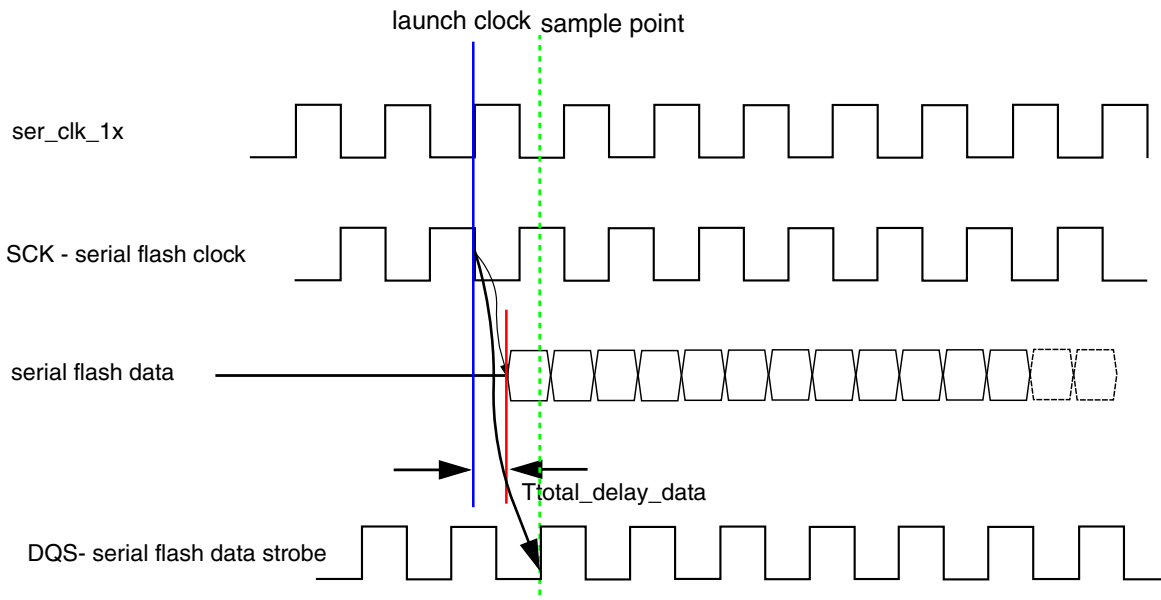 launch clock sample point
ser_clk_1x
SCK - serial flash clock
serial flash data
Ttotal_delay_data
DQS- serial flash data strobe